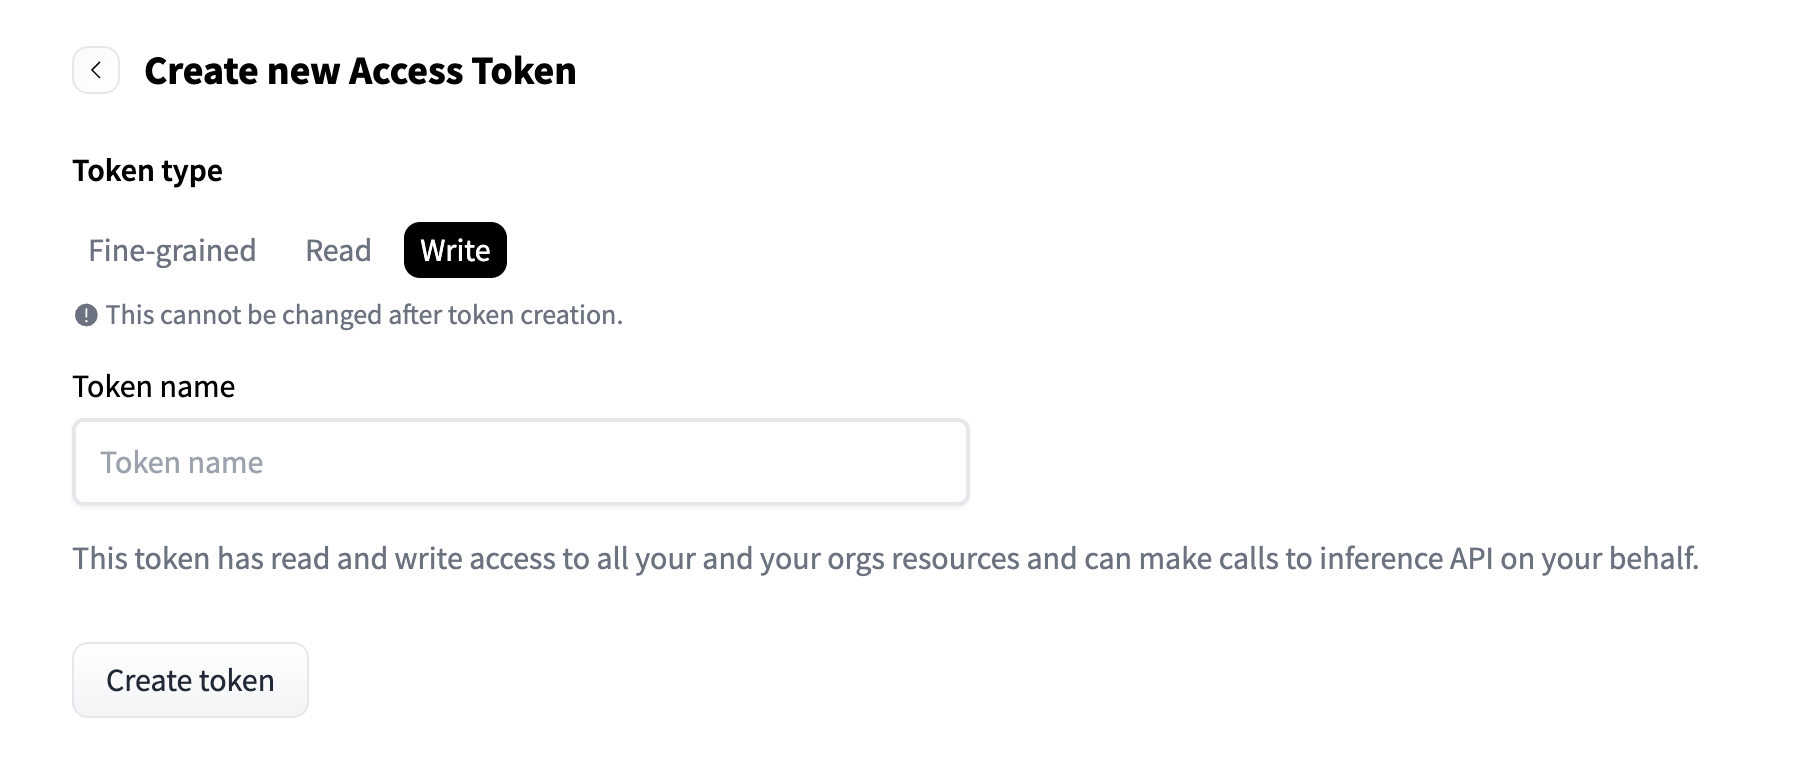 Create new Access Token
Token type
Fine-grained Read Write
This cannot be changed after token creation.
Token name
Token name
This token has read and write access to all your and your orgs resources and can make calls to inference API on your behalf.
Create token